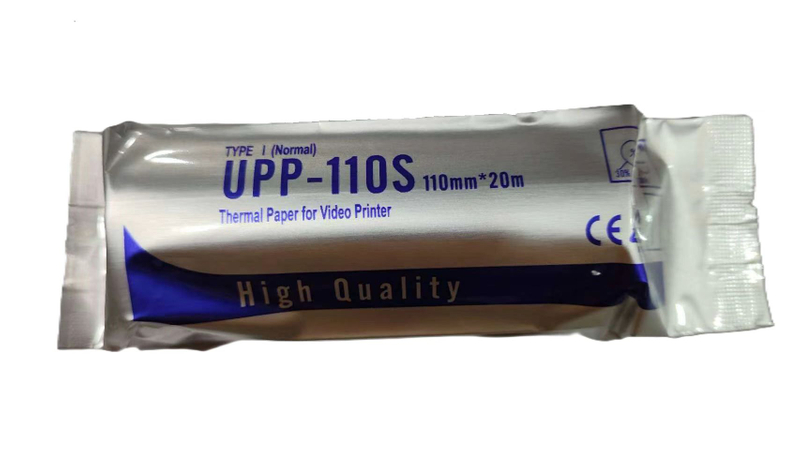 TYPE I (Normal)
UPP-110S 110mm*20m
Thermal Paper for Video Printer
CE
High Quality